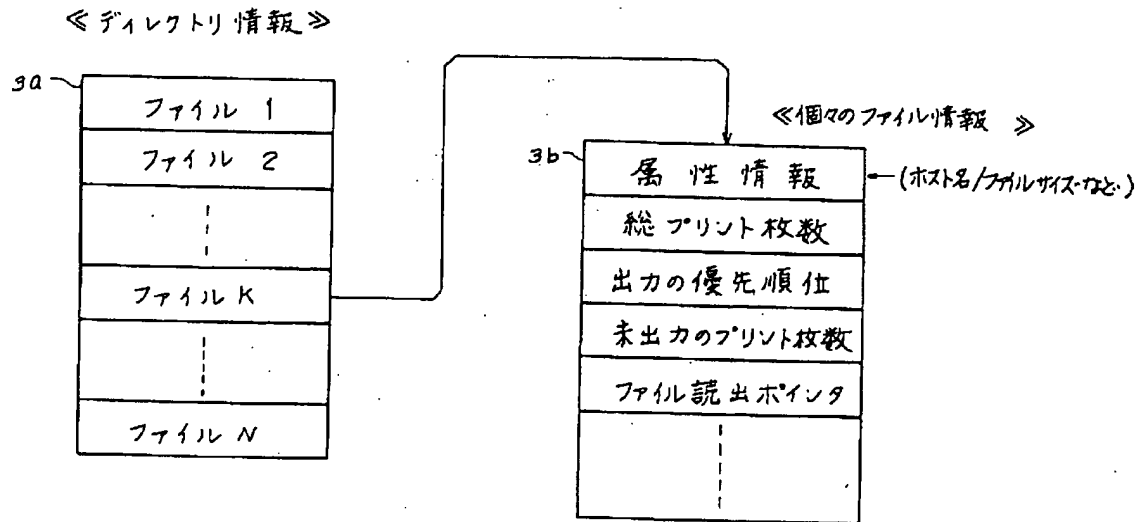 ≪ディレクトリ情報≫
3a
ファイル 1
ファイル 2
ファイル K
ファイル N
≪個々のファイル情報≫
3b
属性情報
(ホスト名/ファイルサイズなど)
総プリント枚数
出力の優先順位
未出力のプリント枚数
ファイル読出ポインタ